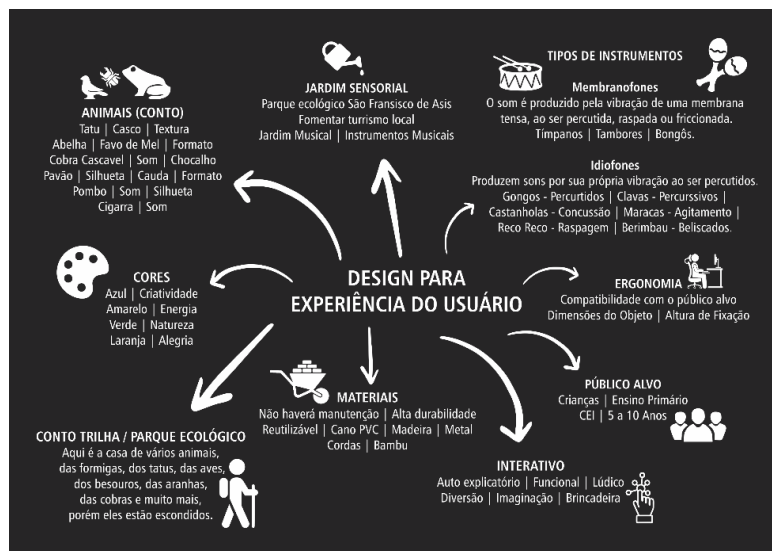 ANIMAIS (CONTO)
Tatu | Casco | Textura
Abelha | Favo de Mel | Formato
Cobra Cascavel | Som | Chocalho
Pavão | Silhueta | Cauda | Formato
Pombo | Som | Silhueta
Cigarra | Som
JARDIM SENSORIAL
Parque ecológico São Fransisco de Asis
Fomentar turismo local
Jardim Musical | Instrumentos Musicais
TIPOS DE INSTRUMENTOS
Membranofones
O som é produzido pela vibração de uma membrana
tensa, ao ser percutida, raspada ou friccionada.
Tímpanos | Tambores | Bongôs.
Idiofones
Produzem sons por sua própria vibração ao ser percutidos.
Gongos - Percurtidos | Clavas - Percurssivos |
Castanholas - Concussão | Maracas - Agitamento |
Reco Reco - Raspagem | Berimbau - Beliscados.
DESIGN PARA
EXPERIÊNCIA DO USUÁRIO
CORES
Azul | Criatividade
Amarelo | Energia
Verde | Natureza
Laranja | Alegria
ERGONOMIA
Compatibilidade com o público alvo
Dimensões do Objeto | Altura de Fixação
PÚBLICO ALVO
Crianças | Ensino Primário
CEI | 5 a 10 Anos
MATERIAIS
Não haverá manutenção | Alta durabilidade
Reutilizável | Cano PVC | Madeira | Metal
Cordas | Bambu
CONTO TRILHA / PARQUE ECOLÓGICO
Aqui é a casa de vários animais,
das formigas, dos tatus, das aves,
dos besouros, das aranhas,
das cobras e muito mais,
porém eles estão escondidos.
INTERATIVO
Auto explicatório | Funcional | Lúdico
Diversão | Imaginação | Brincadeira